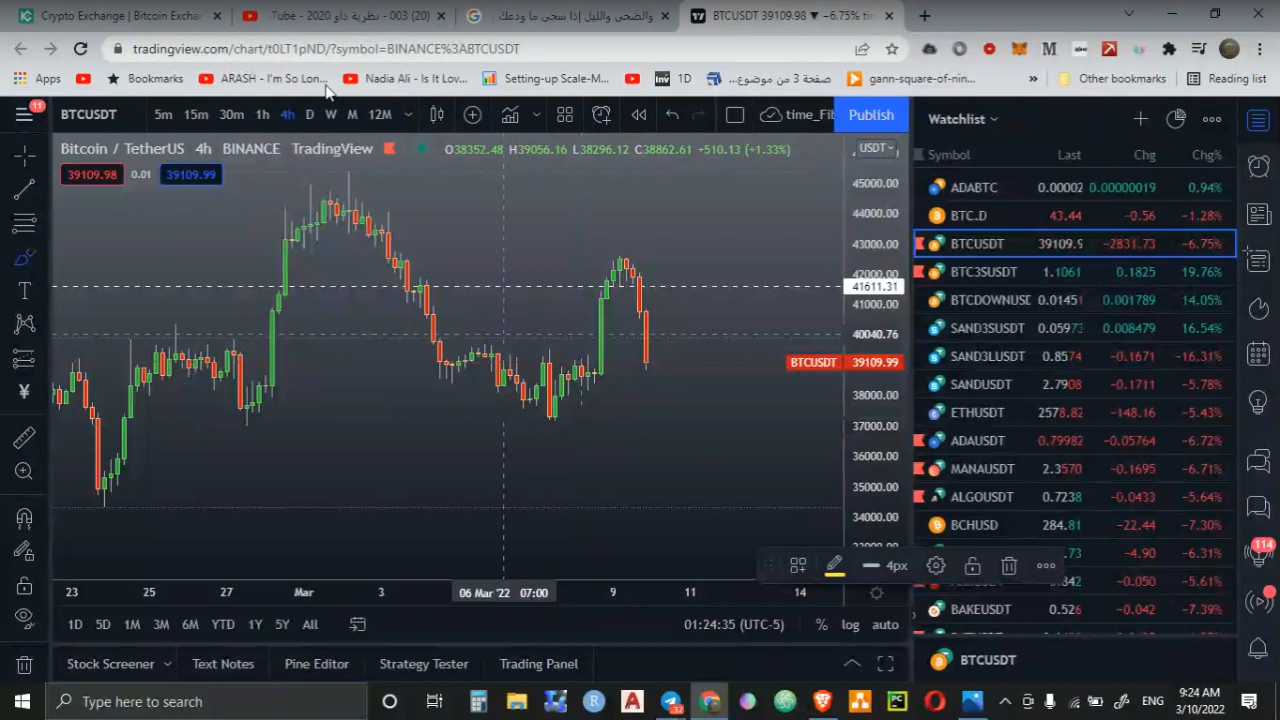 Crypto Exchange | Bitcoin Exchar
(20) 003 - نظرية داو 2020 - Tube
والضحى والليل إذا سجى ما ودعك
BTCUSDT 39109.98 ▼ −6.75%
tradingview.com/chart/t0LT1pND/?symbol=BINANCE%3ABTCUSDT
Apps
Bookmarks
ARASH - I'm So Lon...
Nadia Ali - Is It Lov...
Setting-up Scale-M...
Inv
1D
صفحة 3 من موضوع...
gann-square-of-nin...
»
Other bookmarks
Reading list
11
BTCUSDT
5m 15m 30m 1h 4h D W M 12M
time_Fib
Publish
Watchlist
Bitcoin / TetherUS 4h BINANCE TradingView
O38352.48 H39056.16 L38296.12 C38862.61 +510.13 (+1.33%)
USDT
39109.98 0.01 39109.99
45000.00
44000.00
43000.00
42000.00
41611.31
41000.00
40040.76
BTCUSDT 39109.99
38000.00
37000.00
36000.00
35000.00
34000.00
Symbol Last Chg Chg%
ADABTC 0.00002 0.00000019 0.94%
BTC.D 43.44 −0.56 −1.28%
BTCUSDT 39109.9 −2831.73 −6.75%
BTC3SUSDT 1.1061 0.1825 19.76%
BTCDOWNUSD 0.01451 0.001789 14.05%
SAND3SUSDT 0.05973 0.008479 16.54%
SAND3LUSDT 0.8574 −0.1671 −16.31%
SANDUSDT 2.7908 −0.1711 −5.78%
ETHUSDT 2578.82 −148.16 −5.43%
ADAUSDT 0.79982 −0.05764 −6.72%
MANAUSDT 2.3570 −0.1695 −6.71%
ALGOUSDT 0.7238 −0.0433 −5.64%
BCHUSD 284.81 −22.44 −7.30%
.73 −4.90 −6.31%
−0.050 −5.61%
BAKEUSDT 0.526 −0.042 −7.39%
114
4px
23 25 27 Mar 3 06 Mar '22 07:00 9 11 14
1D 5D 1M 3M 6M YTD 1Y 5Y All
01:24:35 (UTC-5)
% log auto
Stock Screener
Text Notes
Pine Editor
Strategy Tester
Trading Panel
BTCUSDT
Type here to search
ENG
9:24 AM
3/10/2022